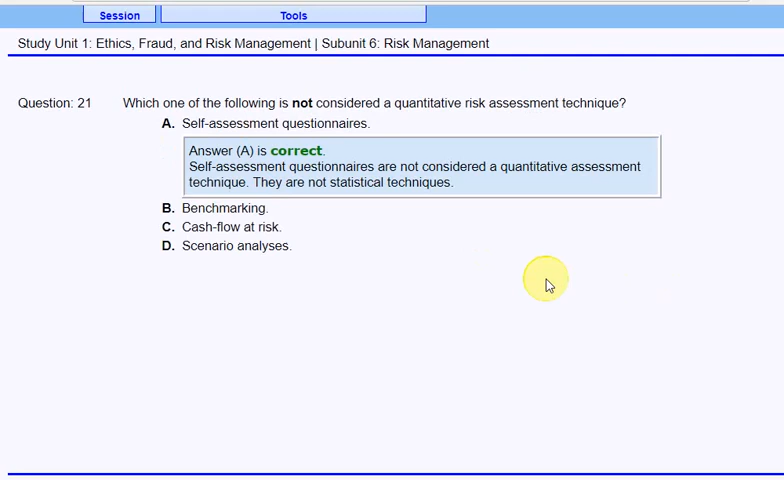 Session
Tools
Study Unit 1: Ethics, Fraud, and Risk Management | Subunit 6: Risk Management
Question: 21
Which one of the following is not considered a quantitative risk assessment technique?
A. Self-assessment questionnaires.
Answer (A) is correct.
Self-assessment questionnaires are not considered a quantitative assessment
technique. They are not statistical techniques.
B. Benchmarking.
C. Cash-flow at risk.
D. Scenario analyses.